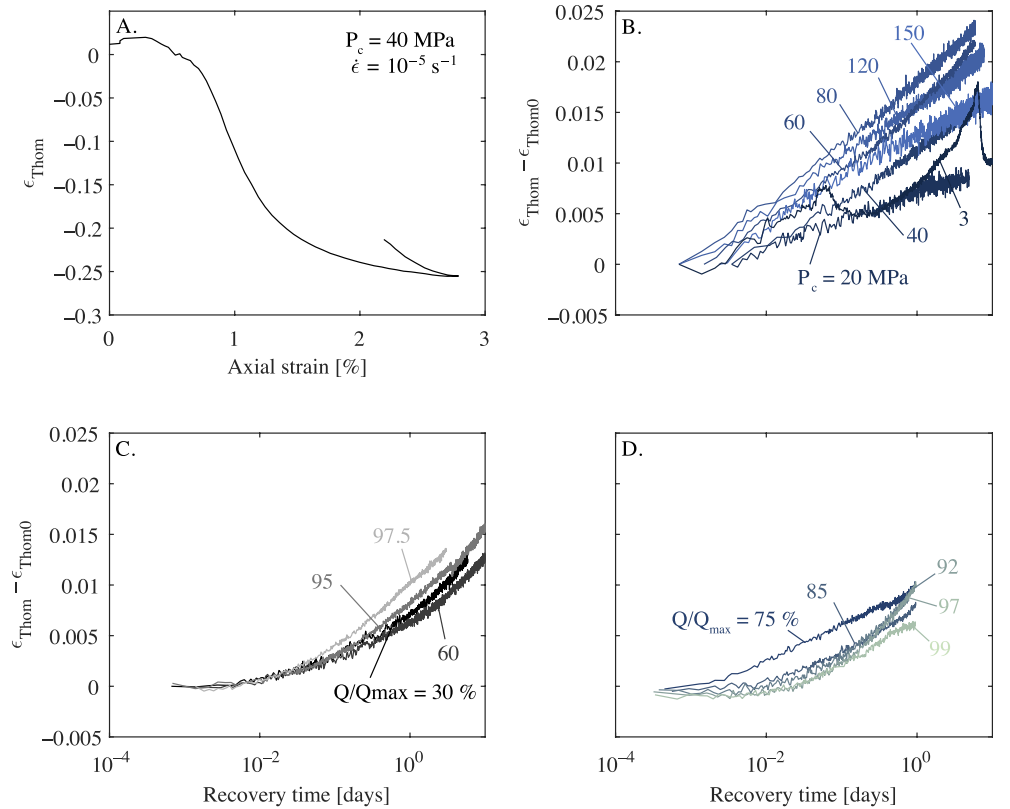 A.
P_c = 40 MPa
ε̇ = 10⁻⁵ s⁻¹
0
−0.05
−0.1
−0.15
−0.2
−0.25
−0.3
ϵ_Thom
0
1
2
3
Axial strain [%]
B.
0.025
0.02
0.015
0.01
0.005
0
−0.005
ϵ_Thom − ϵ_Thom0
150
120
80
60
3
40
P_c = 20 MPa
C.
0.025
0.02
0.015
0.01
0.005
0
−0.005
ϵ_Thom − ϵ_Thom0
97.5
95
60
Q/Qmax = 30 %
10⁻⁴
10⁻²
10⁰
Recovery time [days]
D.
92
85
97
Q/Q_max = 75 %
99
10⁻⁴
10⁻²
10⁰
Recovery time [days]